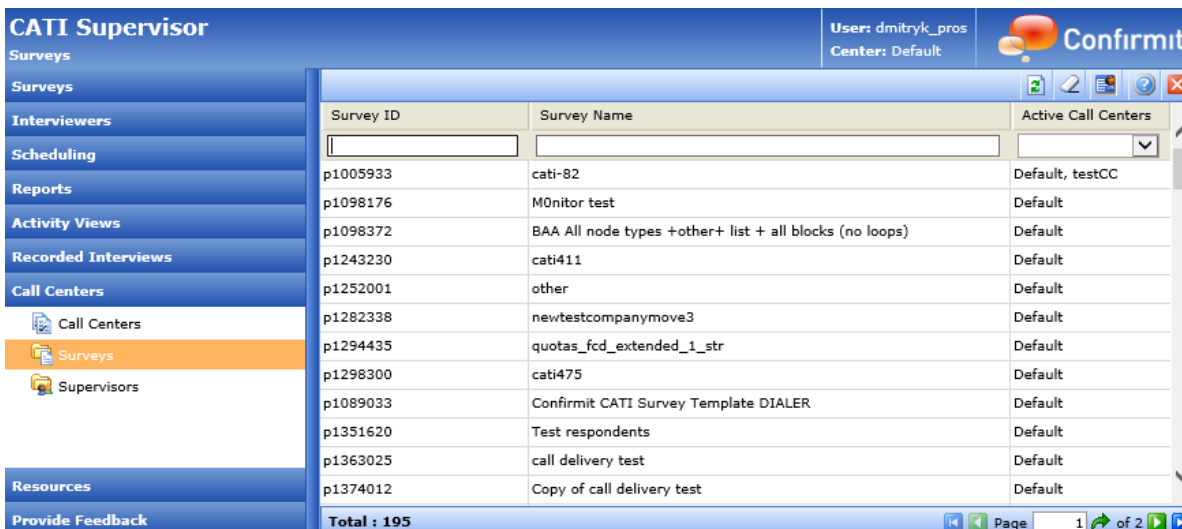 CATI Supervisor
Surveys
User: dmitryk_pros
Center: Default
Confirmit
Surveys
Interviewers
Scheduling
Reports
Activity Views
Recorded Interviews
Call Centers
Call Centers
Surveys
Supervisors
Resources
Provide Feedback
Survey ID Survey Name Active Call Centers
p1005933 cati-82 Default, testCC
p1098176 M0nitor test Default
p1098372 BAA All node types +other+ list + all blocks (no loops) Default
p1243230 cati411 Default
p1252001 other Default
p1282338 newtestcompanymove3 Default
p1294435 quotas_fcd_extended_1_str Default
p1298300 cati475 Default
p1089033 Confirmit CATI Survey Template DIALER Default
p1351620 Test respondents Default
p1363025 call delivery test Default
p1374012 Copy of call delivery test Default
Total : 195 Page 1 of 2